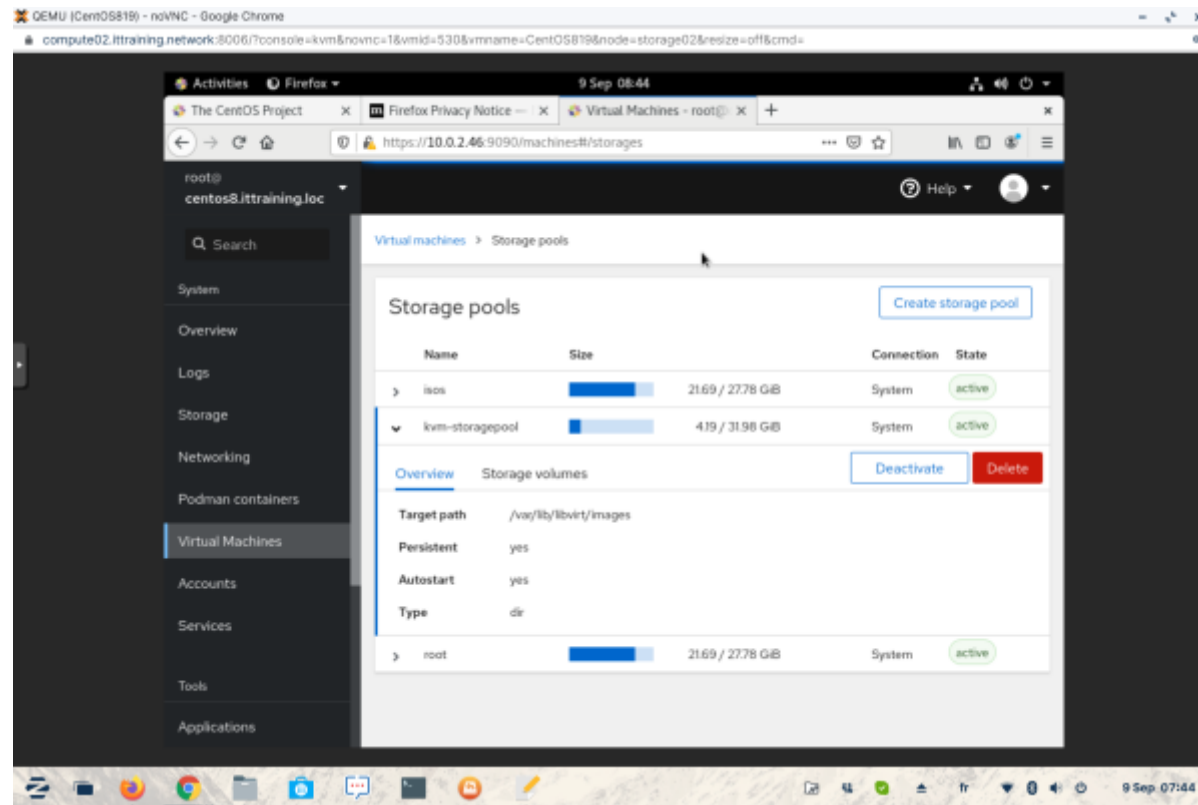 QEMU (CentOS819) - noVNC - Google Chrome
compute02.ittraining.network:8006/?console=kvm&novnc=1&vmid=530&vmname=CentOS819&node=storage02&resize=off&cmd=
Activities Firefox 9 Sep 08:44
The CentOS Project Firefox Privacy Notice — Virtual Machines - root@
https://10.0.2.46:9090/machines#/storages
root@
centos8.ittraining.loc
Help
Search
Virtual machines > Storage pools
System
Storage pools
Create storage pool
Overview
Name Size Connection State
Logs
isos 21.69 / 27.78 GiB System active
Storage
kvm-storagepool 4.19 / 31.98 GiB System active
Networking
Overview Storage volumes Deactivate Delete
Podman containers
Target path /var/lib/libvirt/images
Virtual Machines
Persistent yes
Accounts
Autostart yes
Type dir
Services
root 21.69 / 27.78 GiB System active
Tools
Applications
fr 9 Sep 07:44